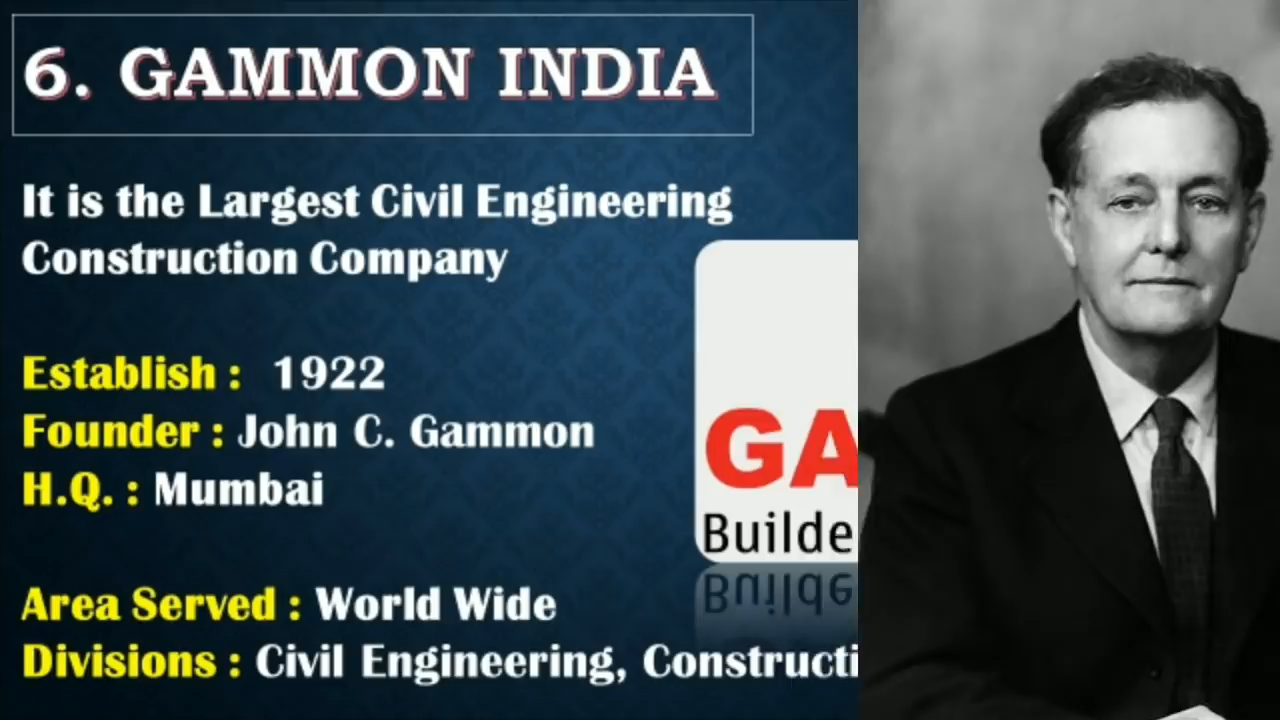 6. GAMMON INDIA
It is the Largest Civil Engineering
Construction Company
Establish : 1922
Founder : John C. Gammon
H.Q. : Mumbai
GA
Builde
Builde
Area Served : World Wide
Divisions : Civil Engineering, Constructi